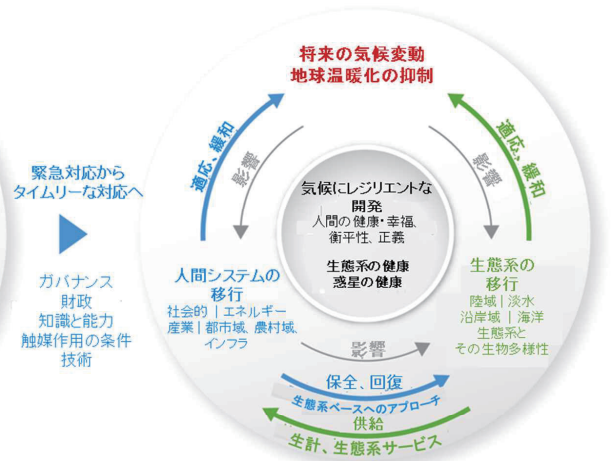 将来の気候変動
地球温暖化の抑制
適応、緩和
影響
影響
適応、緩和
緊急対応から
タイムリーな対応へ
ガバナンス
財政
知識と能力
触媒作用の条件
技術
気候にレジリエントな
開発
人間の健康・幸福、
衡平性、正義
生態系の健康
惑星の健康
人間システムの
移行
社会的 | エネルギー
産業 | 都市域、農村域、
インフラ
生態系の
移行
陸域 | 淡水
沿岸域 | 海洋
生態系と
その生物多様性
影響
保全、回復
生態系ベースへのアプローチ
供給
生計、生態系サービス